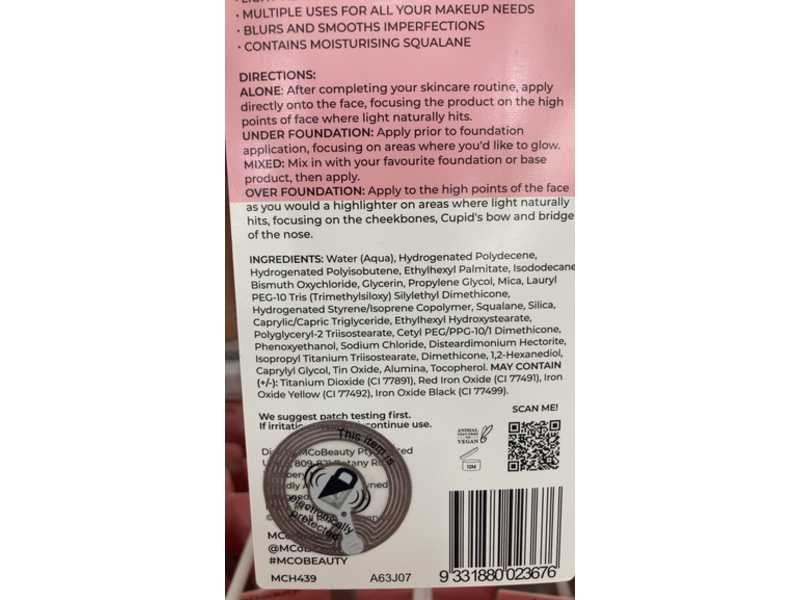 • MULTIPLE USES FOR ALL YOUR MAKEUP NEEDS
• BLURS AND SMOOTHS IMPERFECTIONS
• CONTAINS MOISTURISING SQUALANE
DIRECTIONS:
ALONE: After completing your skincare routine, apply
directly onto the face, focusing the product on the high
points of face where light naturally hits.
UNDER FOUNDATION: Apply prior to foundation
application, focusing on areas where you'd like to glow.
MIXED: Mix in with your favourite foundation or base
product, then apply.
OVER FOUNDATION: Apply to the high points of the face
as you would a highlighter on areas where light naturally
hits, focusing on the cheekbones, Cupid's bow and bridge
of the nose.
INGREDIENTS: Water (Aqua), Hydrogenated Polydecene,
Hydrogenated Polyisobutene, Ethylhexyl Palmitate, Isododecane
Bismuth Oxychloride, Glycerin, Propylene Glycol, Mica, Lauryl
PEG-10 Tris (Trimethylsiloxy) Silylethyl Dimethicone,
Hydrogenated Styrene/Isoprene Copolymer, Squalane, Silica,
Caprylic/Capric Triglyceride, Ethylhexyl Hydroxystearate,
Polyglyceryl-2 Triisostearate, Cetyl PEG/PPG-10/1 Dimethicone,
Phenoxyethanol, Sodium Chloride, Disteardimonium Hectorite,
Isopropyl Titanium Triisostearate, Dimethicone, 1,2-Hexanediol,
Caprylyl Glycol, Tin Oxide, Alumina, Tocopherol. MAY CONTAIN
(+/-): Titanium Dioxide (CI 77891), Red Iron Oxide (CI 77491), Iron
Oxide Yellow (CI 77492), Iron Oxide Black (CI 77499).
We suggest patch testing first.
If irritation continue use.
SCAN ME!
This item is
electronically
protected
MCoBeauty Pty
ANIMAL
VEGAN
12M
#MCOBEAUTY
MCH439 A63J07
9 331880 023676